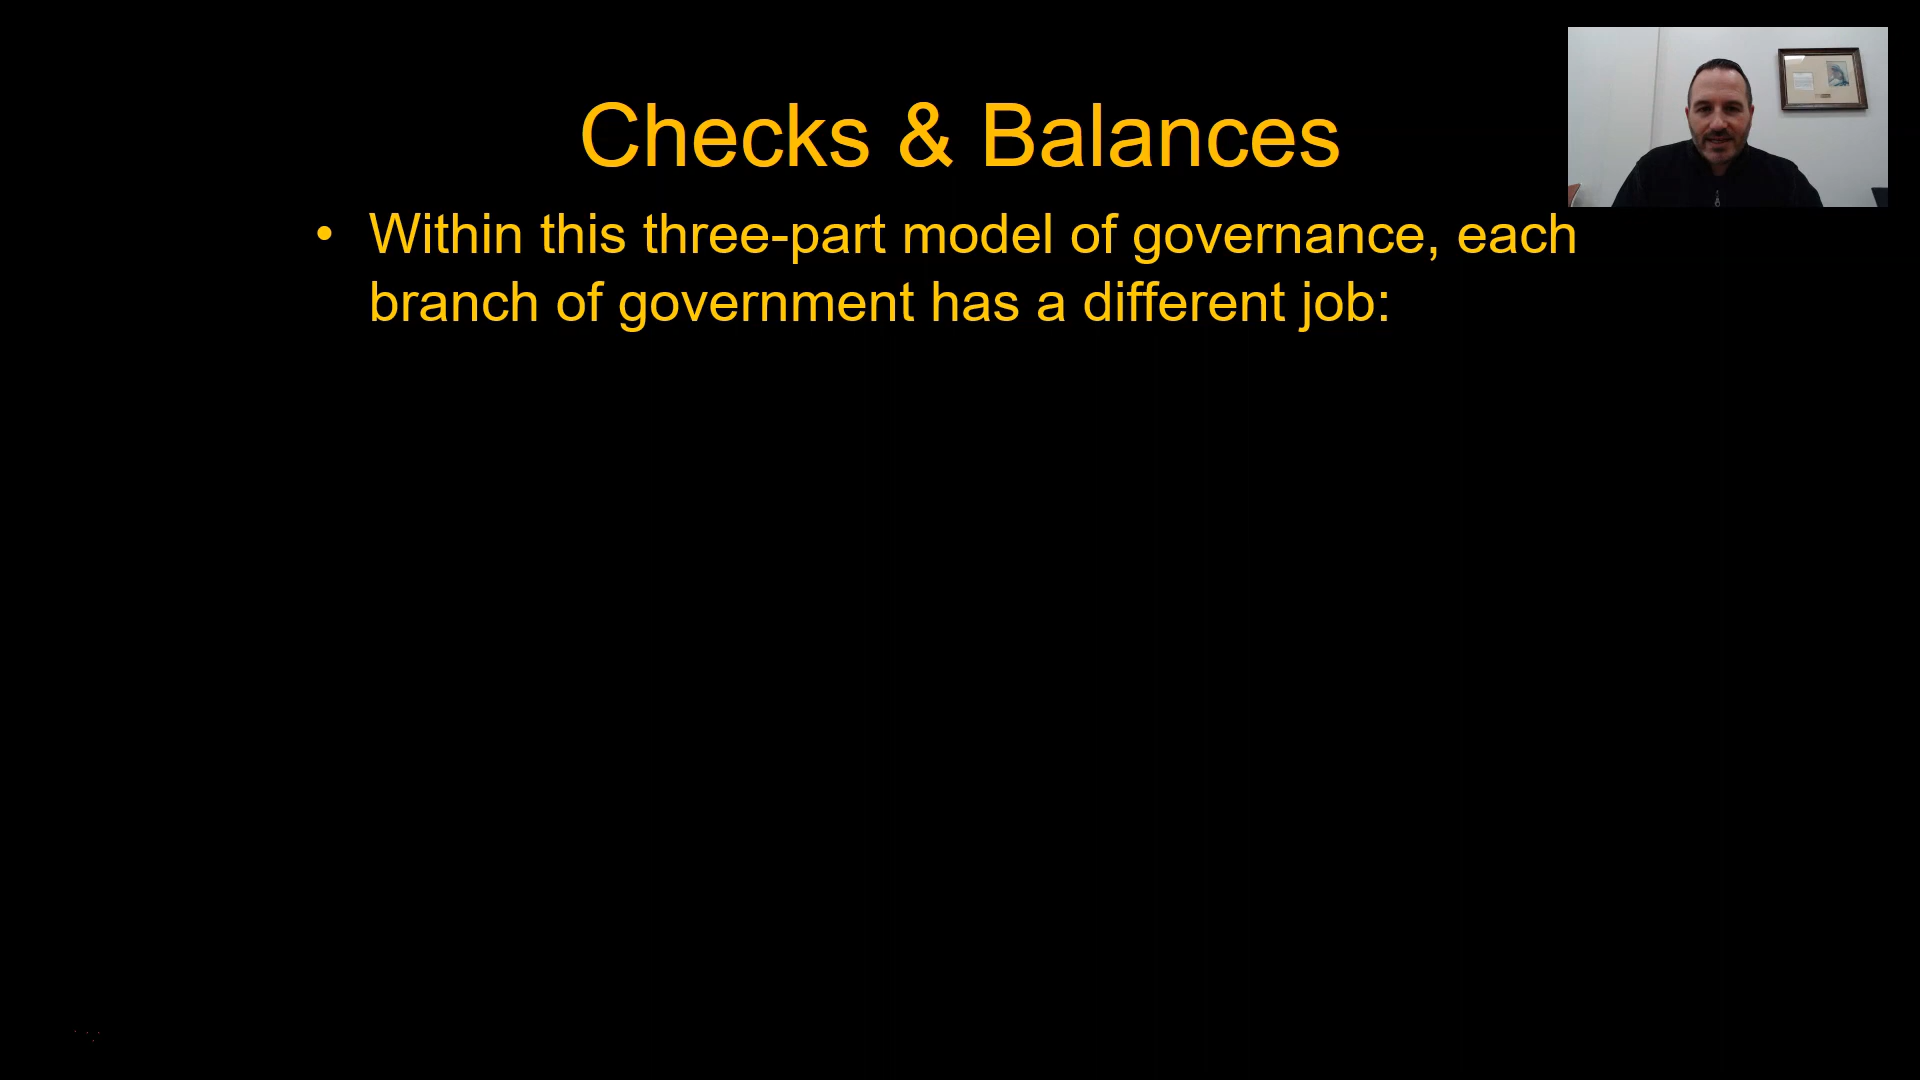 Checks & Balances
• Within this three-part model of governance, each
branch of government has a different job: